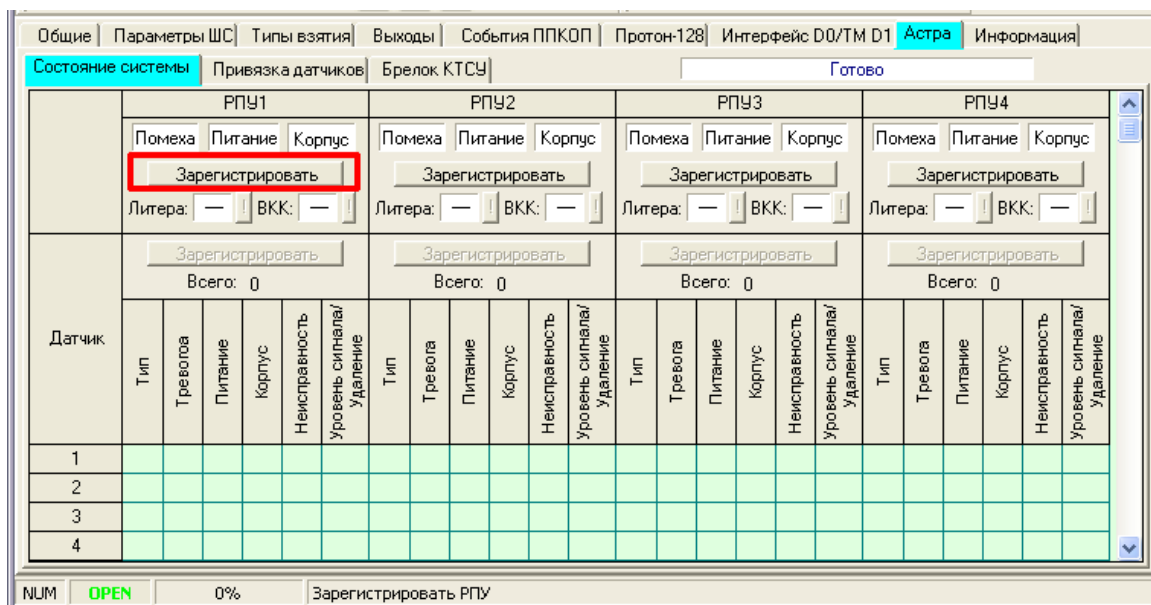 Общие Параметры ШС Типы взятия Выходы События ППКОП Протон-128 Интерфейс D0/TM D1 Астра Информация
Состояние системы Привязка датчиков Брелок КТСУ Готово
РПУ1 РПУ2 РПУ3 РПУ4
Помеха Питание Корпус Помеха Питание Корпус Помеха Питание Корпус Помеха Питание Корпус
Зарегистрировать Зарегистрировать Зарегистрировать Зарегистрировать
Литера: — ! ВКК: — ! Литера: — ! ВКК: — ! Литера: — ! ВКК: — ! Литера: — ! ВКК: — !
Зарегистрировать Зарегистрировать Зарегистрировать Зарегистрировать
Всего: 0 Всего: 0 Всего: 0 Всего: 0
Датчик
Тип
Тревогоа
Питание
Корпус
Неисправность
Уровень сигнала/
Удаление
Тип
Тревога
Питание
Корпус
Неисправность
Уровень сигнала/
Удаление
Тип
Тревога
Питание
Корпус
Неисправность
Уровень сигнала/
Удаление
Тип
Тревога
Питание
Корпус
Неисправность
Уровень сигнала/
Удаление
1
2
3
4
NUM OPEN 0% Зарегистрировать РПУ